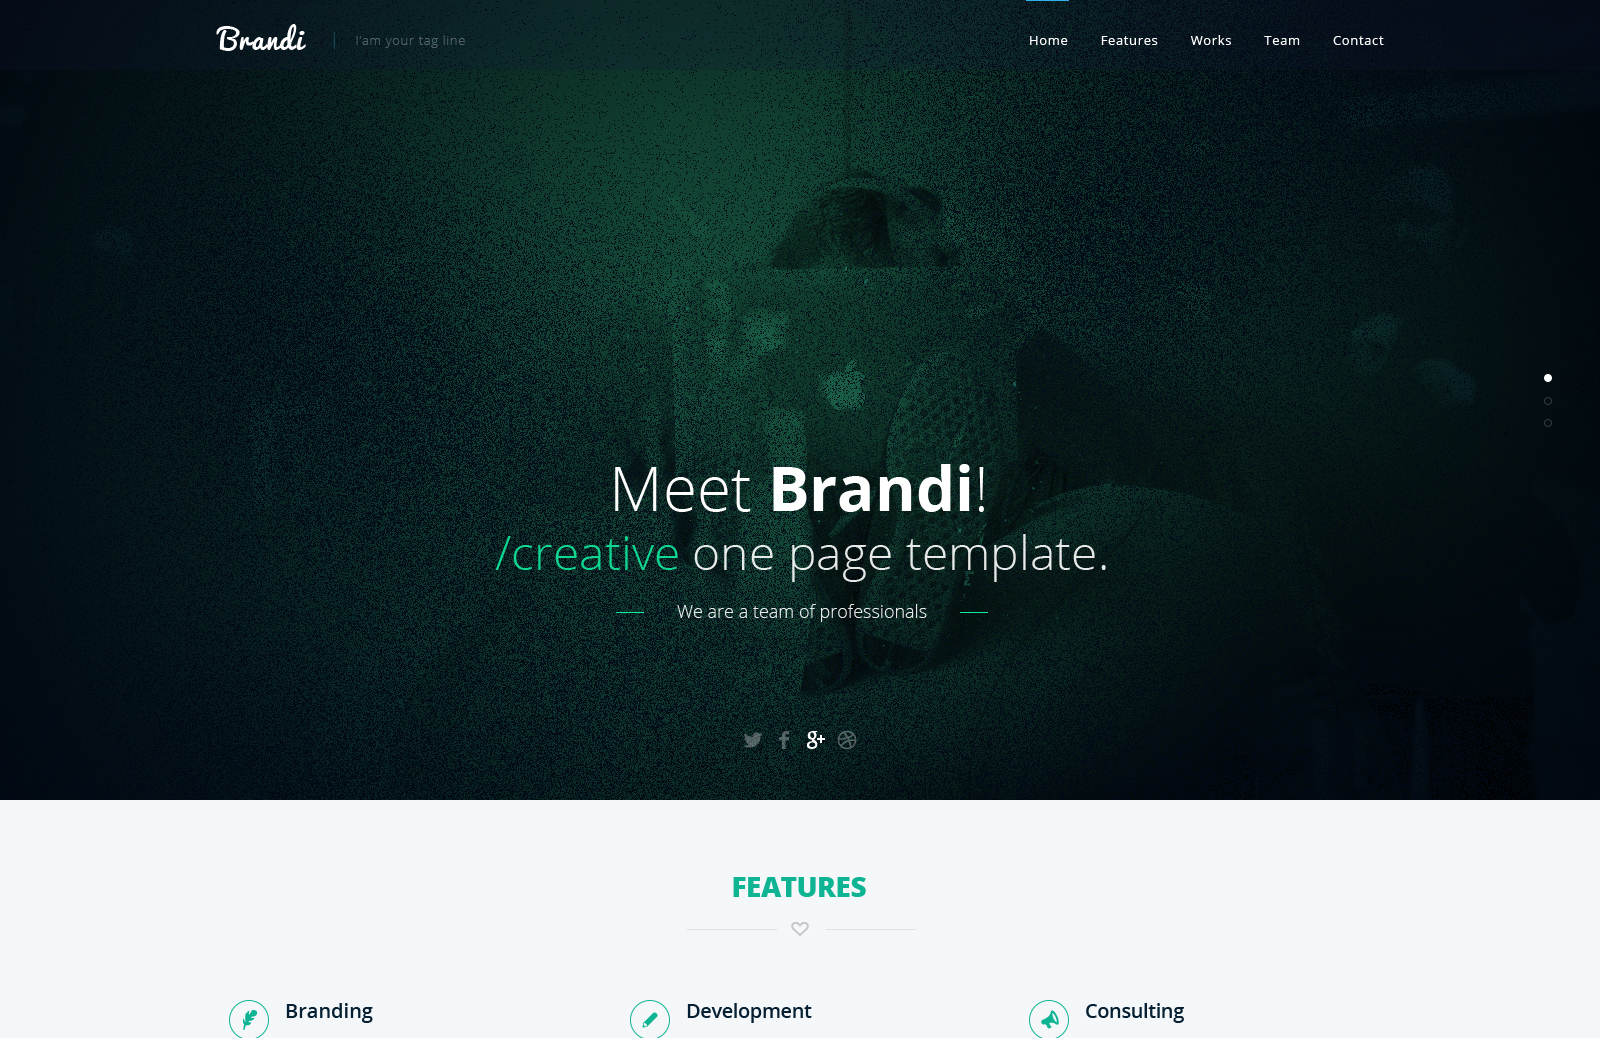 Brandi
I'am your tag line
Home
Features
Works
Team
Contact
Meet Brandi!
/creative one page template.
We are a team of professionals
g+
FEATURES
Branding
Development
Consulting